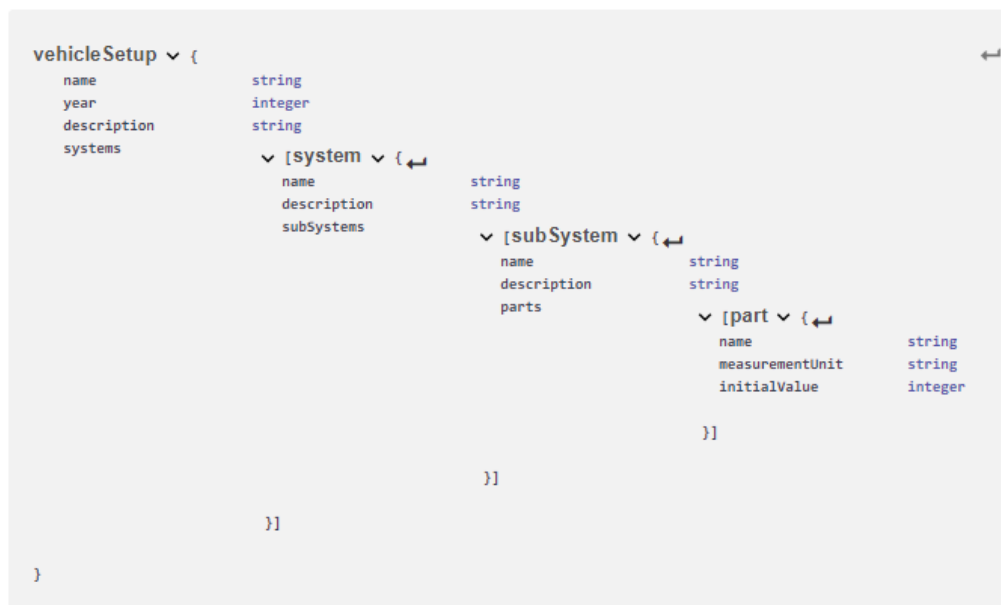 vehicleSetup {
name string
year integer
description string
systems
[system {
name string
description string
subSystems
[subSystem {
name string
description string
parts
[part {
name string
measurementUnit string
initialValue integer
}]
}]
}]
}